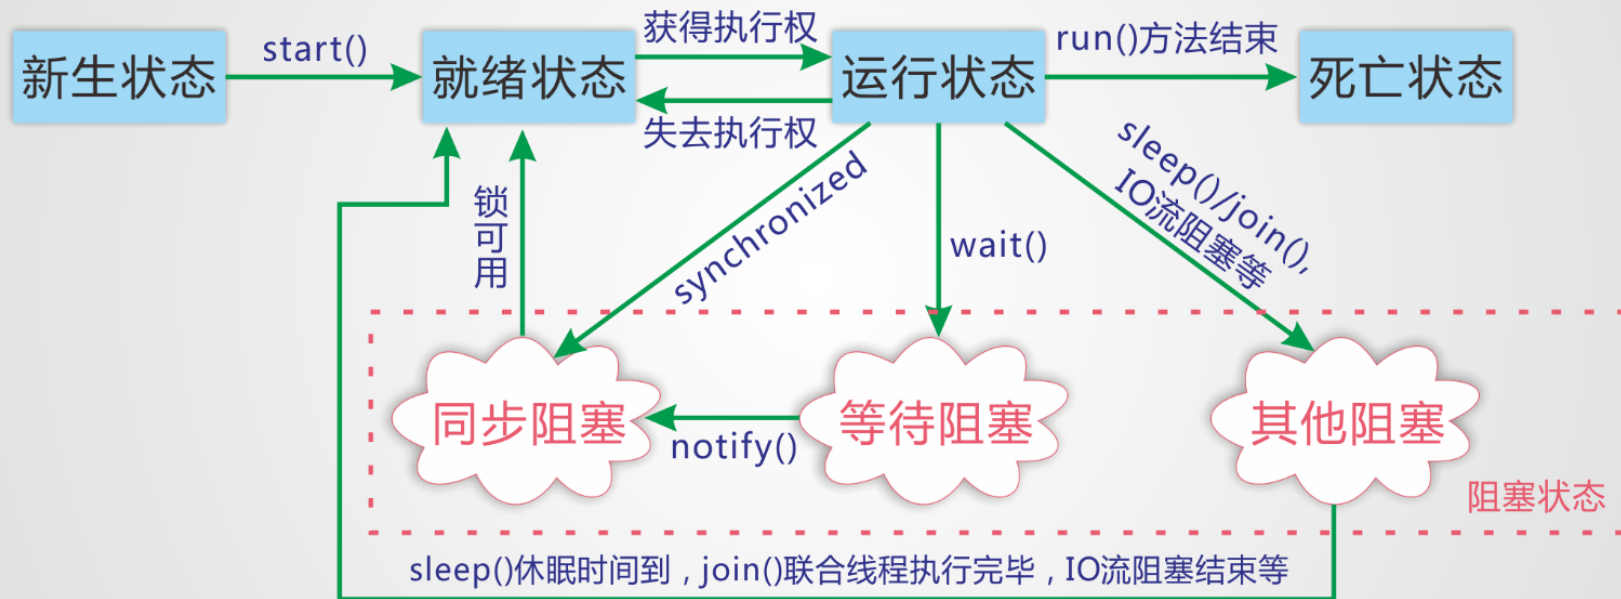 新生状态
start()
就绪状态
获得执行权
失去执行权
运行状态
run()方法结束
死亡状态
锁可用
synchronized
wait()
sleep()/join(),
IO流阻塞等
同步阻塞
notify()
等待阻塞
其他阻塞
阻塞状态
sleep()休眠时间到，join()联合线程执行完毕，IO流阻塞结束等